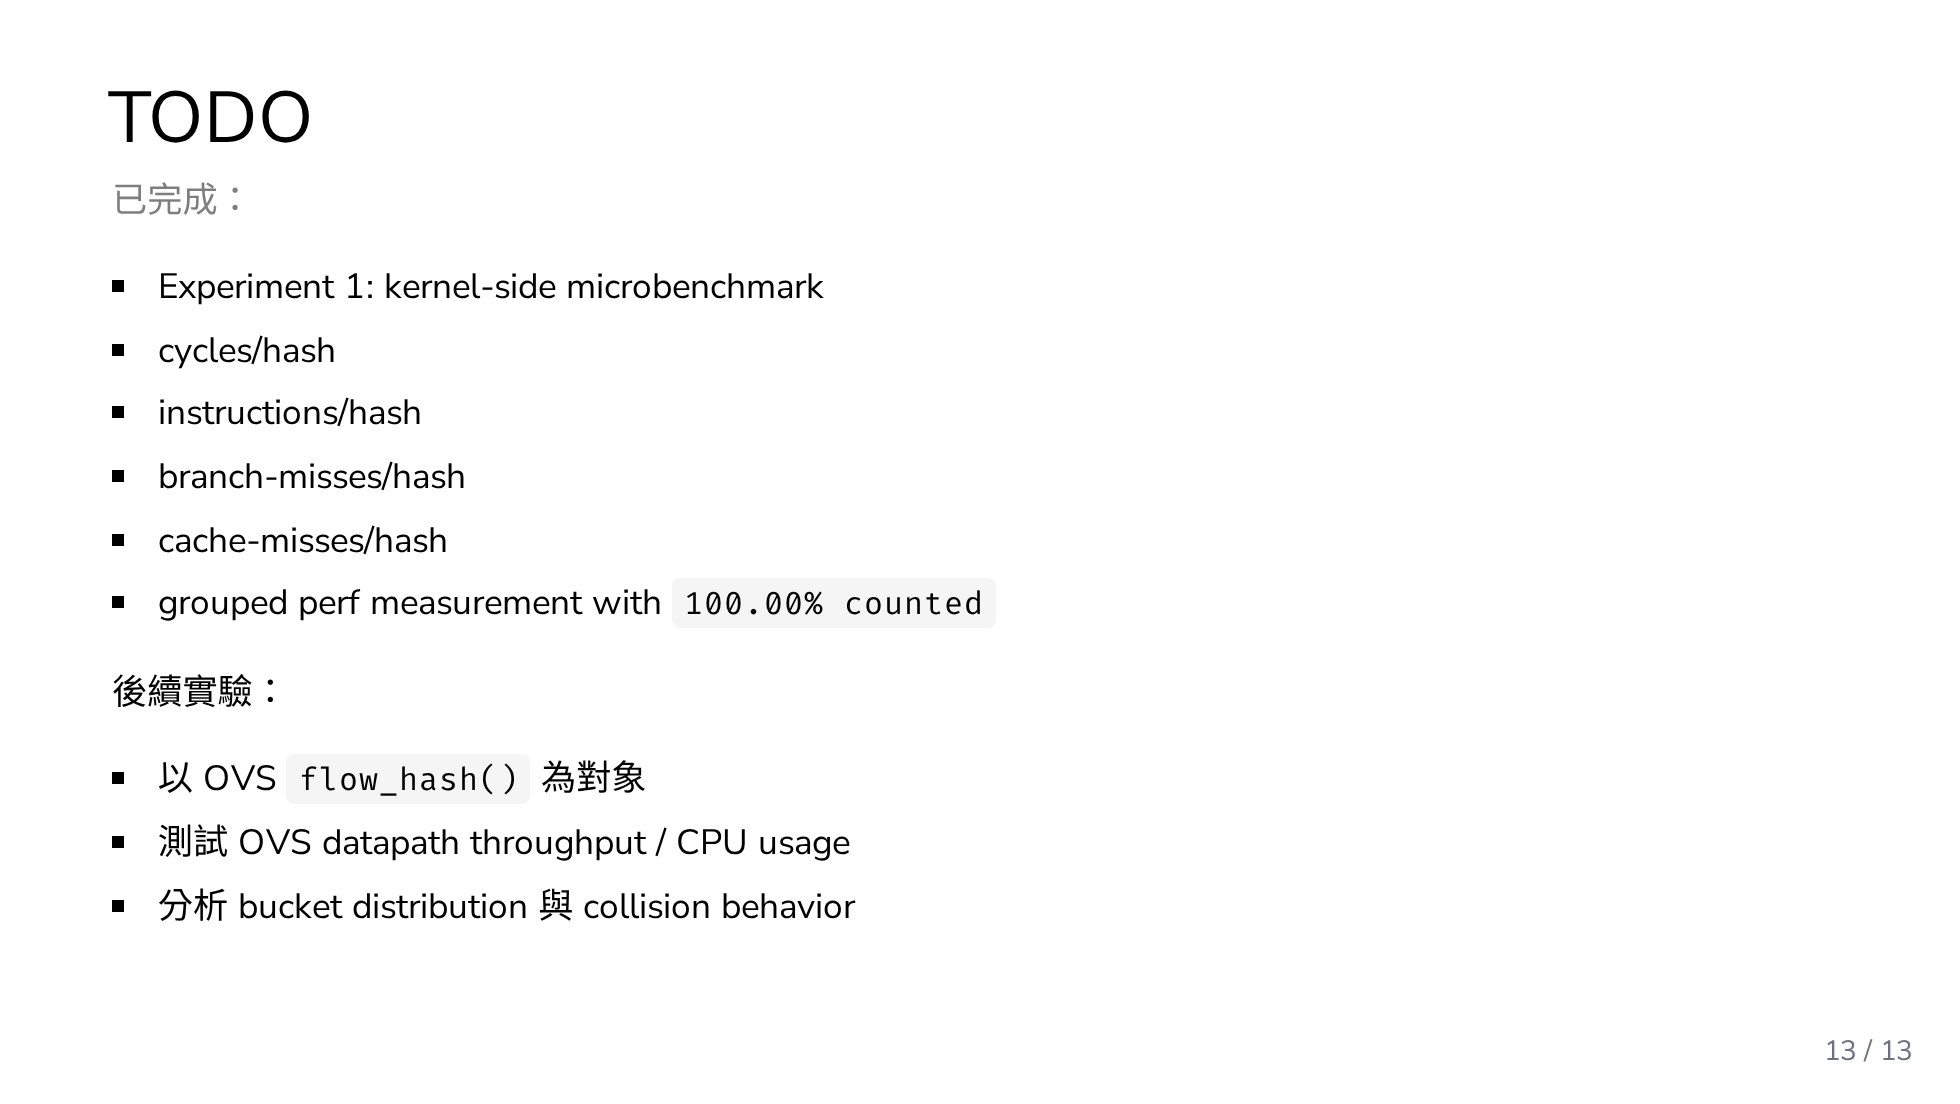 TODO
已完成：
Experiment 1: kernel-side microbenchmark
cycles/hash
instructions/hash
branch-misses/hash
cache-misses/hash
grouped perf measurement with 100.00% counted
後續實驗：
以 OVS flow_hash() 為對象
測試 OVS datapath throughput / CPU usage
分析 bucket distribution 與 collision behavior
13 / 13